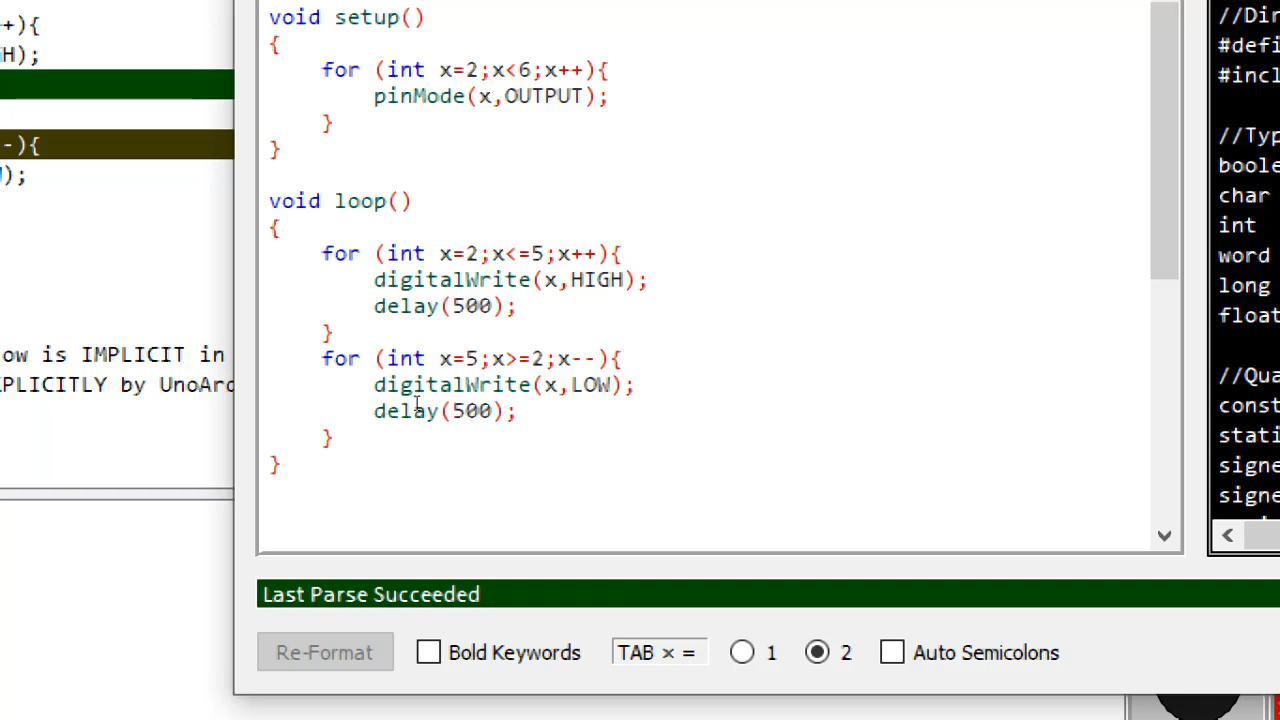 +){
H);
-){
);
ow is IMPLICIT in
PLICITLY by UnoArd
void setup()
{
for (int x=2;x<6;x++){
pinMode(x,OUTPUT);
}
}
void loop()
{
for (int x=2;x<=5;x++){
digitalWrite(x,HIGH);
delay(500);
}
for (int x=5;x>=2;x--){
digitalWrite(x,LOW);
delay(500);
}
}
Last Parse Succeeded
Re-Format
Bold Keywords
TAB x =
1
2
Auto Semicolons
//Dir
#defi
#incl
//Typ
boole
char
int
word
long
float
//Qua
const
stati
signe
signe